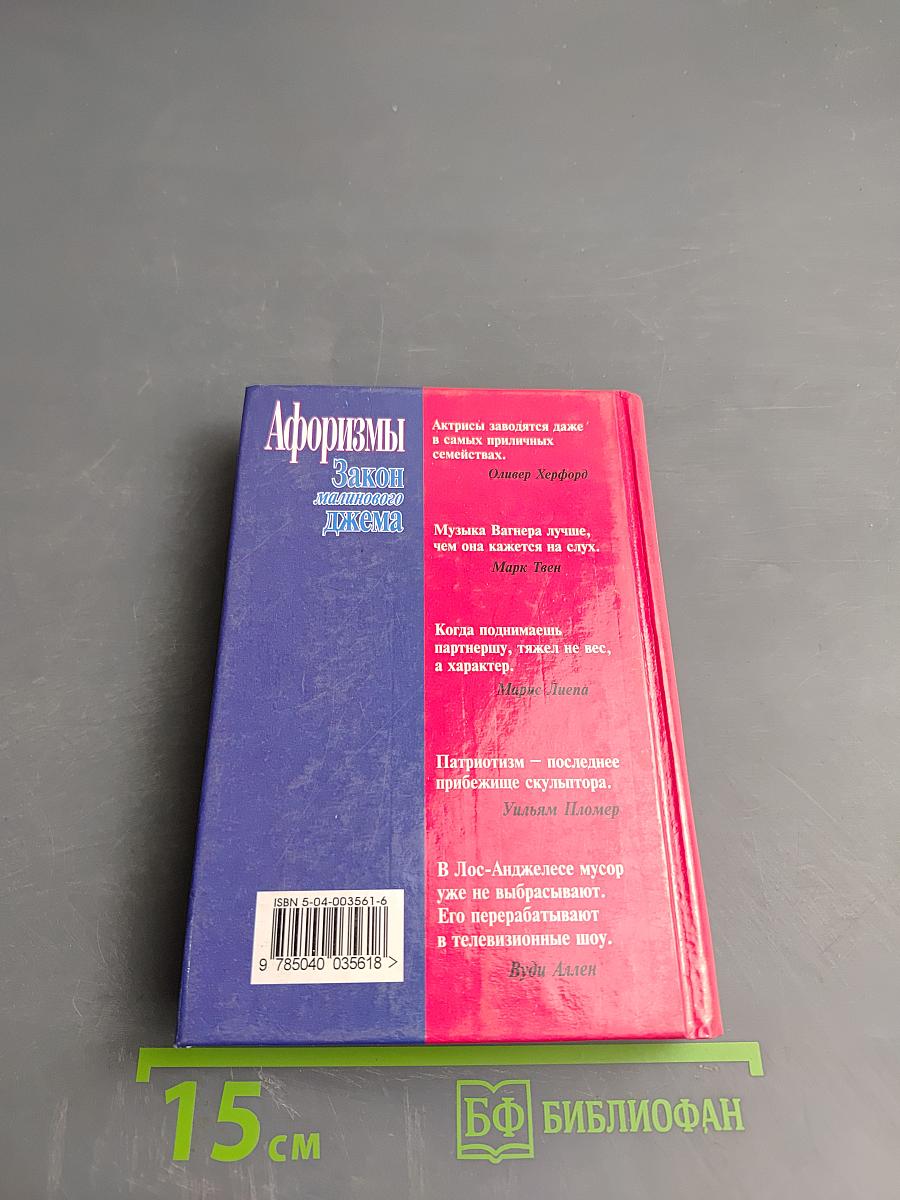 Афоризмы
Закон
малинового
джема
Актрисы заводятся даже
в самых приличных
семействах.
Оливер Херфорд
Музыка Вагнера лучше,
чем она кажется на слух.
Марк Твен
Когда поднимаешь
партнершу, тяжел не вес,
а характер.
Марис Лиепа
Патриотизм – последнее
прибежище скульптора.
Уильям Пломер
В Лос-Анджелесе мусор
уже не выбрасывают.
Его перерабатывают
в телевизионные шоу.
Вуди Аллен
ISBN 5-04-003561-6
9 785040 035618 >
15 см
БФ БИБЛИОФАН